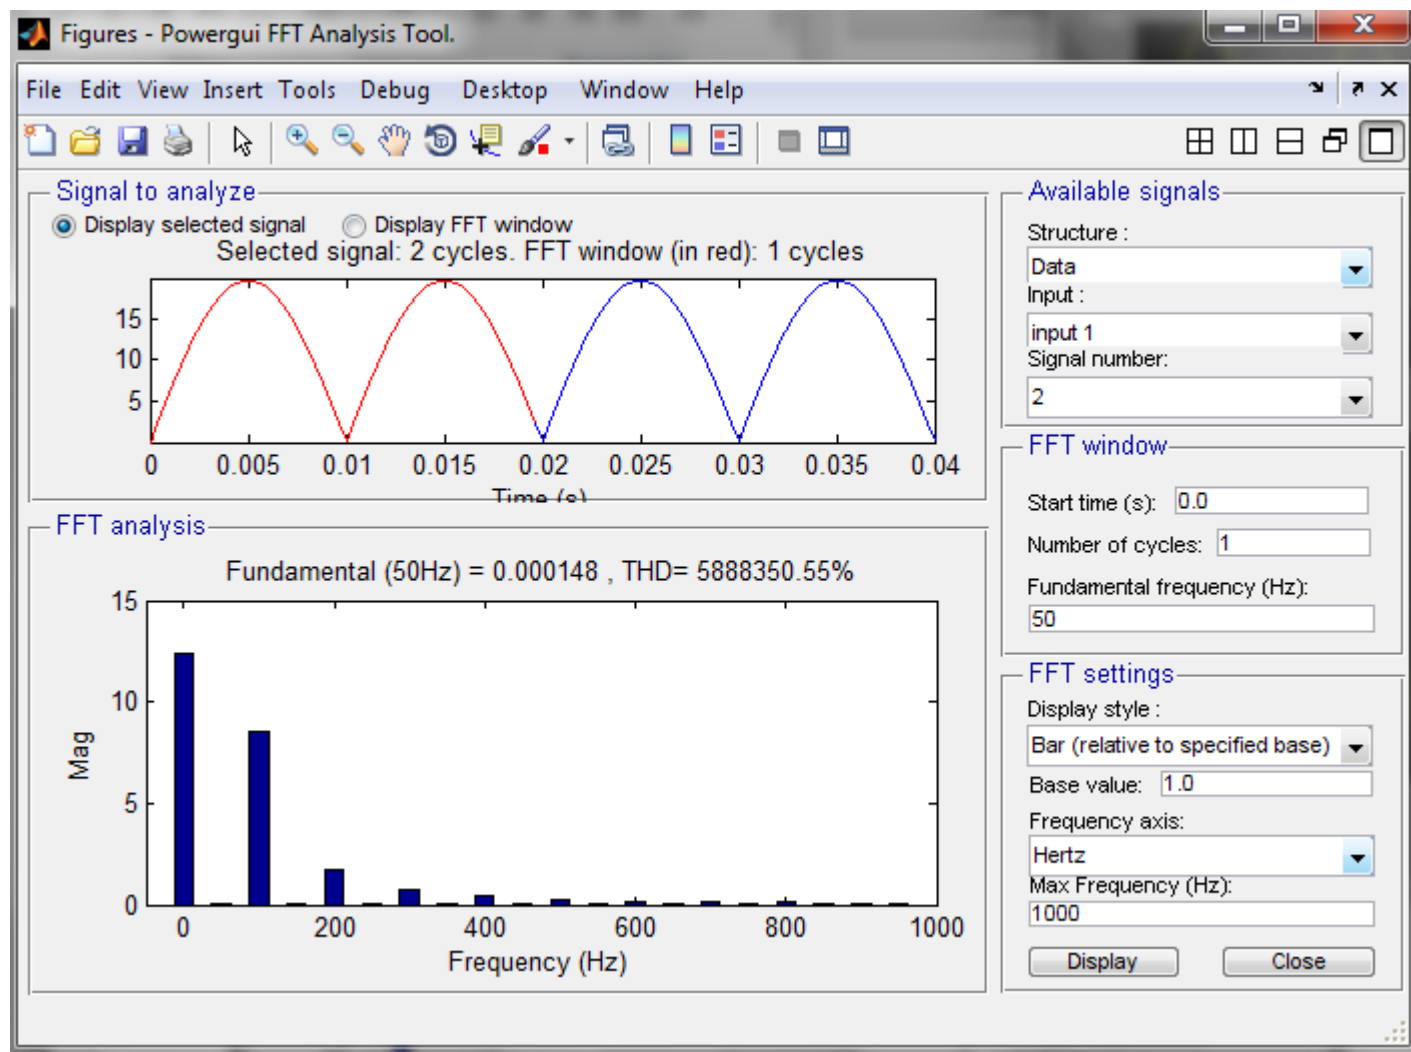 Figures - Powergui FFT Analysis Tool.
File Edit View Insert Tools Debug Desktop Window Help
Signal to analyze
Display selected signal Display FFT window
Selected signal: 2 cycles. FFT window (in red): 1 cycles
15
10
5
0 0.005 0.01 0.015 0.02 0.025 0.03 0.035 0.04
Time (s)
FFT analysis
Fundamental (50Hz) = 0.000148 , THD= 5888350.55%
15
10
5
0
Mag
0 200 400 600 800 1000
Frequency (Hz)
Available signals
Structure :
Data
Input :
input 1
Signal number:
2
FFT window
Start time (s): 0.0
Number of cycles: 1
Fundamental frequency (Hz):
50
FFT settings
Display style :
Bar (relative to specified base)
Base value: 1.0
Frequency axis:
Hertz
Max Frequency (Hz):
1000
Display Close